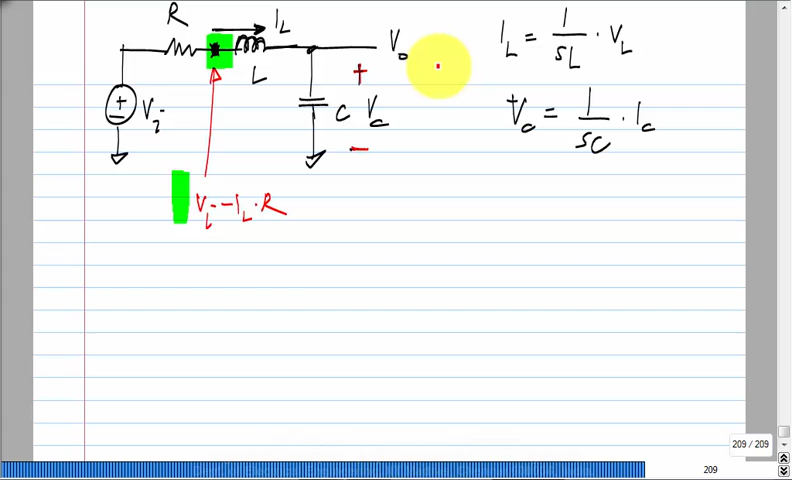 R
I_L
L
+
V_i
C
+
V_c
−
V_o
V_i - I_L · R
I_L = 1/sL · V_L
V_c = 1/sC · I_c
209 / 209
209